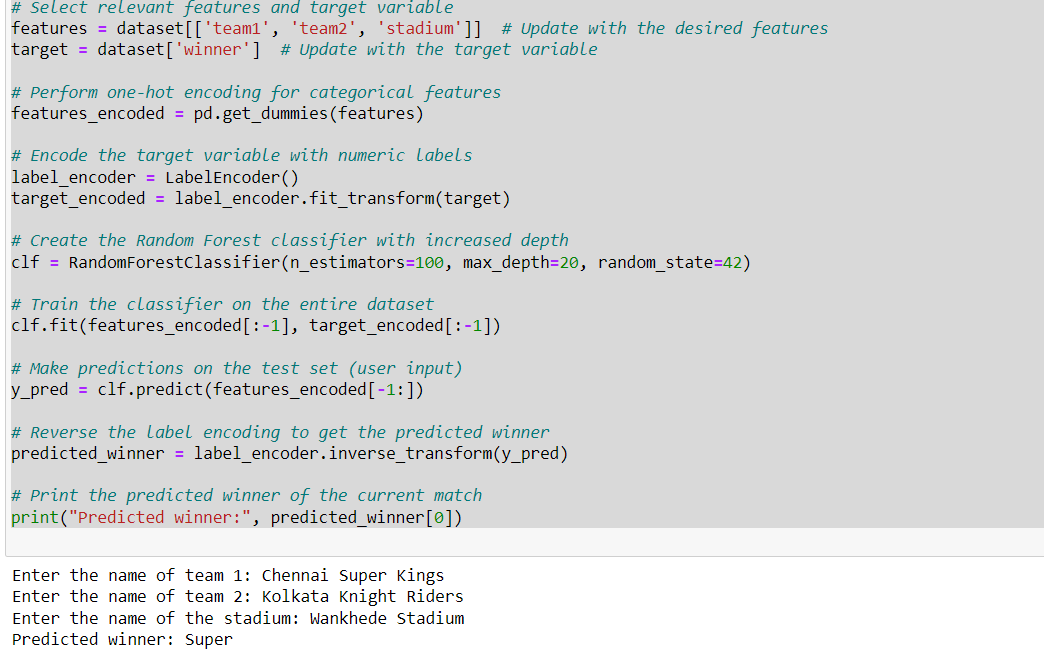 # Select relevant features and target variable
features = dataset[['team1', 'team2', 'stadium']]  # Update with the desired features
target = dataset['winner']  # Update with the target variable
# Perform one-hot encoding for categorical features
features_encoded = pd.get_dummies(features)
# Encode the target variable with numeric labels
label_encoder = LabelEncoder()
target_encoded = label_encoder.fit_transform(target)
# Create the Random Forest classifier with increased depth
clf = RandomForestClassifier(n_estimators=100, max_depth=20, random_state=42)
# Train the classifier on the entire dataset
clf.fit(features_encoded[:-1], target_encoded[:-1])
# Make predictions on the test set (user input)
y_pred = clf.predict(features_encoded[-1:])
# Reverse the label encoding to get the predicted winner
predicted_winner = label_encoder.inverse_transform(y_pred)
# Print the predicted winner of the current match
print("Predicted winner:", predicted_winner[0])
Enter the name of team 1: Chennai Super Kings
Enter the name of team 2: Kolkata Knight Riders
Enter the name of the stadium: Wankhede Stadium
Predicted winner: Super